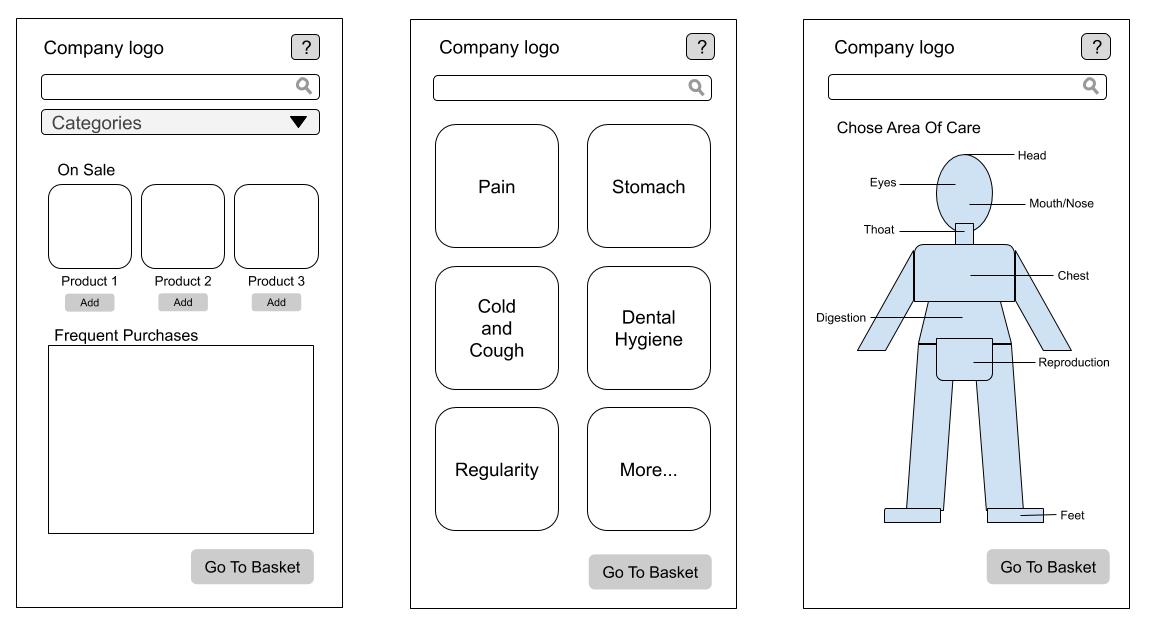 Company logo
?
Categories
On Sale
Product 1
Product 2
Product 3
Add
Add
Add
Frequent Purchases
Go To Basket
Company logo
?
Pain
Stomach
Cold
and
Cough
Dental
Hygiene
Regularity
More...
Go To Basket
Company logo
?
Chose Area Of Care
Head
Eyes
Mouth/Nose
Thoat
Chest
Digestion
Reproduction
Feet
Go To Basket